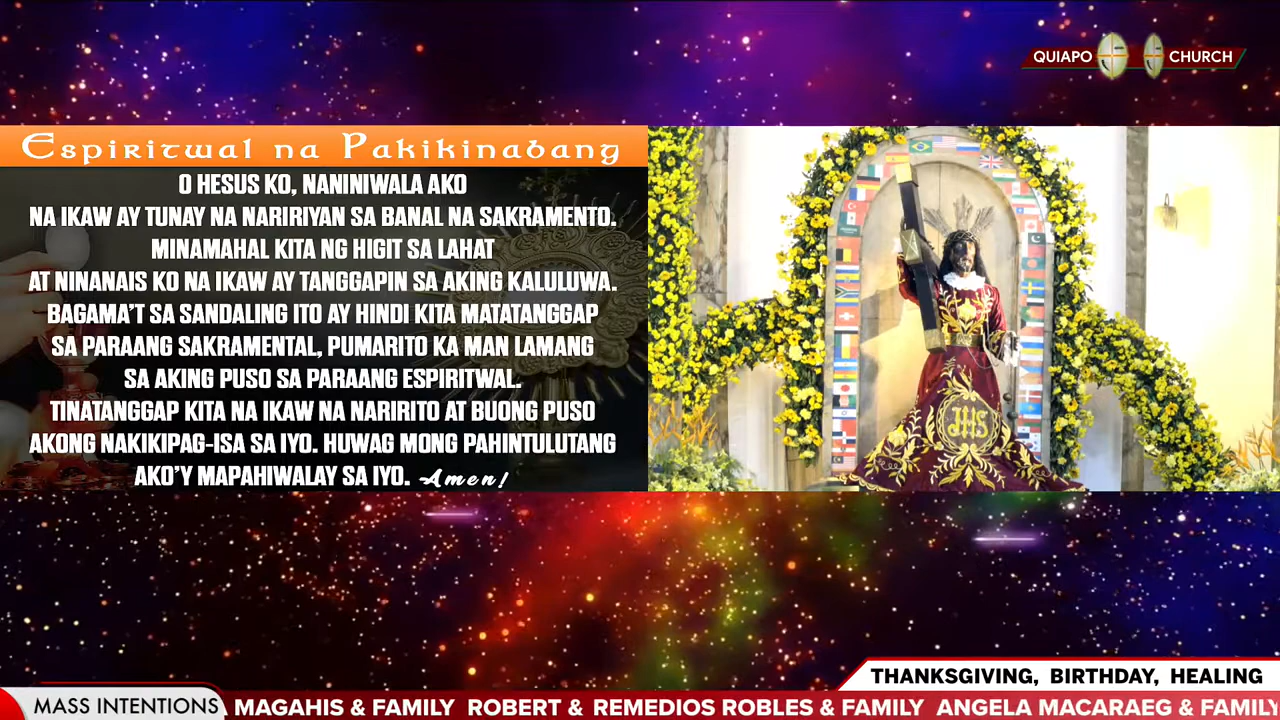 QUIAPO CHURCH
Espiritwal na Pakikinabang
O HESUS KO, NANINIWALA AKO
NA IKAW AY TUNAY NA NARIRIYAN SA BANAL NA SAKRAMENTO.
MINAMAHAL KITA NG HIGIT SA LAHAT
AT NINANAIS KO NA IKAW AY TANGGAPIN SA AKING KALULUWA.
BAGAMA'T SA SANDALING ITO AY HINDI KITA MATATANGGAP
SA PARAANG SAKRAMENTAL, PUMARITO KA MAN LAMANG
SA AKING PUSO SA PARAANG ESPIRITWAL.
TINATANGGAP KITA NA IKAW NA NARIRITO AT BUONG PUSO
AKONG NAKIKIPAG-ISA SA IYO. HUWAG MONG PAHINTULUTANG
AKO'Y MAPAHIWALAY SA IYO. Amen!
JHS
THANKSGIVING, BIRTHDAY, HEALING
MASS INTENTIONS MAGAHIS & FAMILY ROBERT & REMEDIOS ROBLES & FAMILY ANGELA MACARAEG & FAMILY